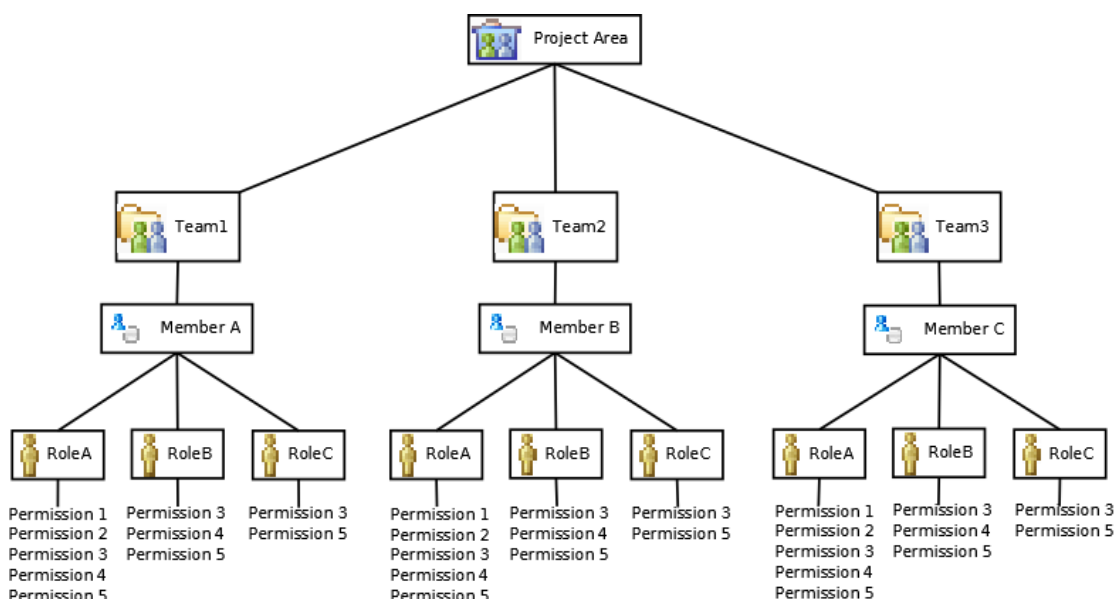 Project Area
Team1
Team2
Team3
Member A
Member B
Member C
RoleA
RoleB
RoleC
RoleA
RoleB
RoleC
RoleA
RoleB
RoleC
Permission 1
Permission 2
Permission 3
Permission 4
Permission 5
Permission 3
Permission 4
Permission 5
Permission 3
Permission 5
Permission 1
Permission 2
Permission 3
Permission 4
Permission 5
Permission 3
Permission 4
Permission 5
Permission 3
Permission 5
Permission 1
Permission 2
Permission 3
Permission 4
Permission 5
Permission 3
Permission 4
Permission 5
Permission 3
Permission 5